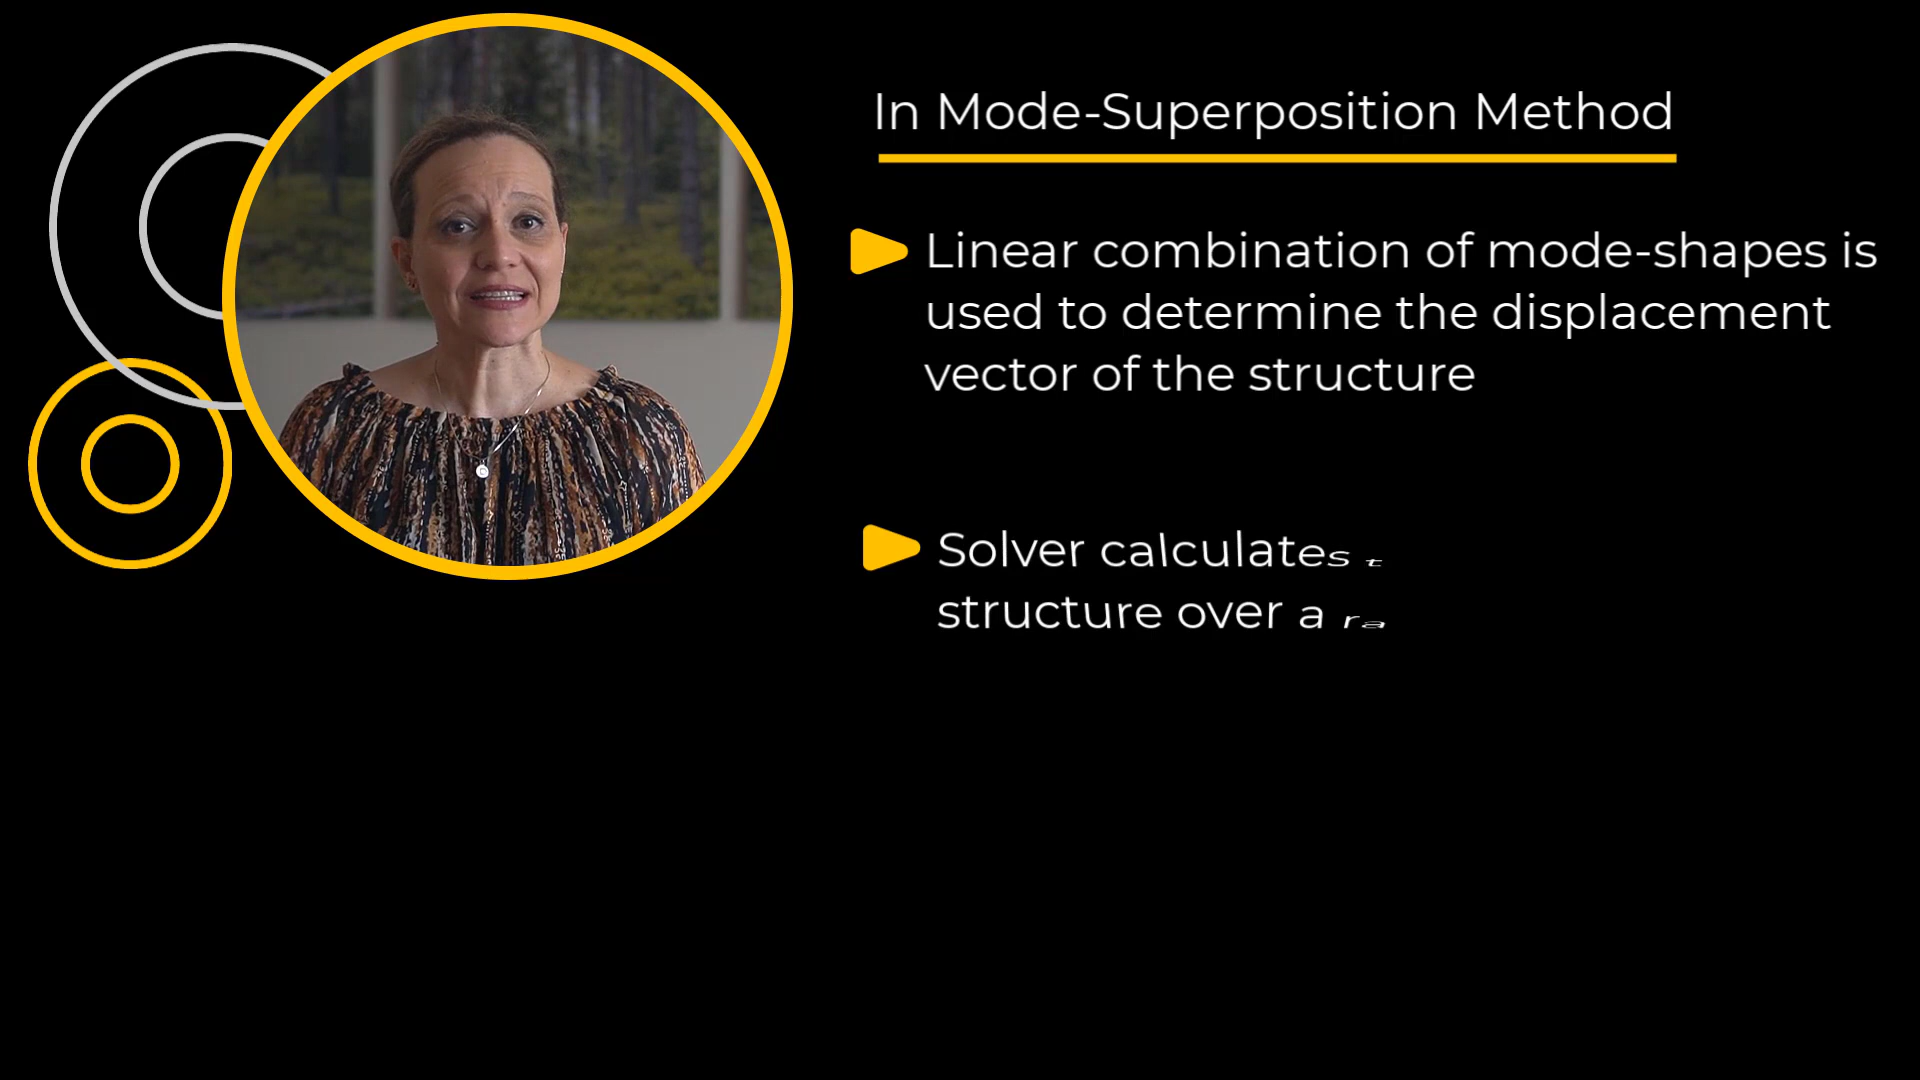 In Mode-Superposition Method
Linear combination of mode-shapes is
used to determine the displacement
vector of the structure
Solver calculates t
structure over a ra